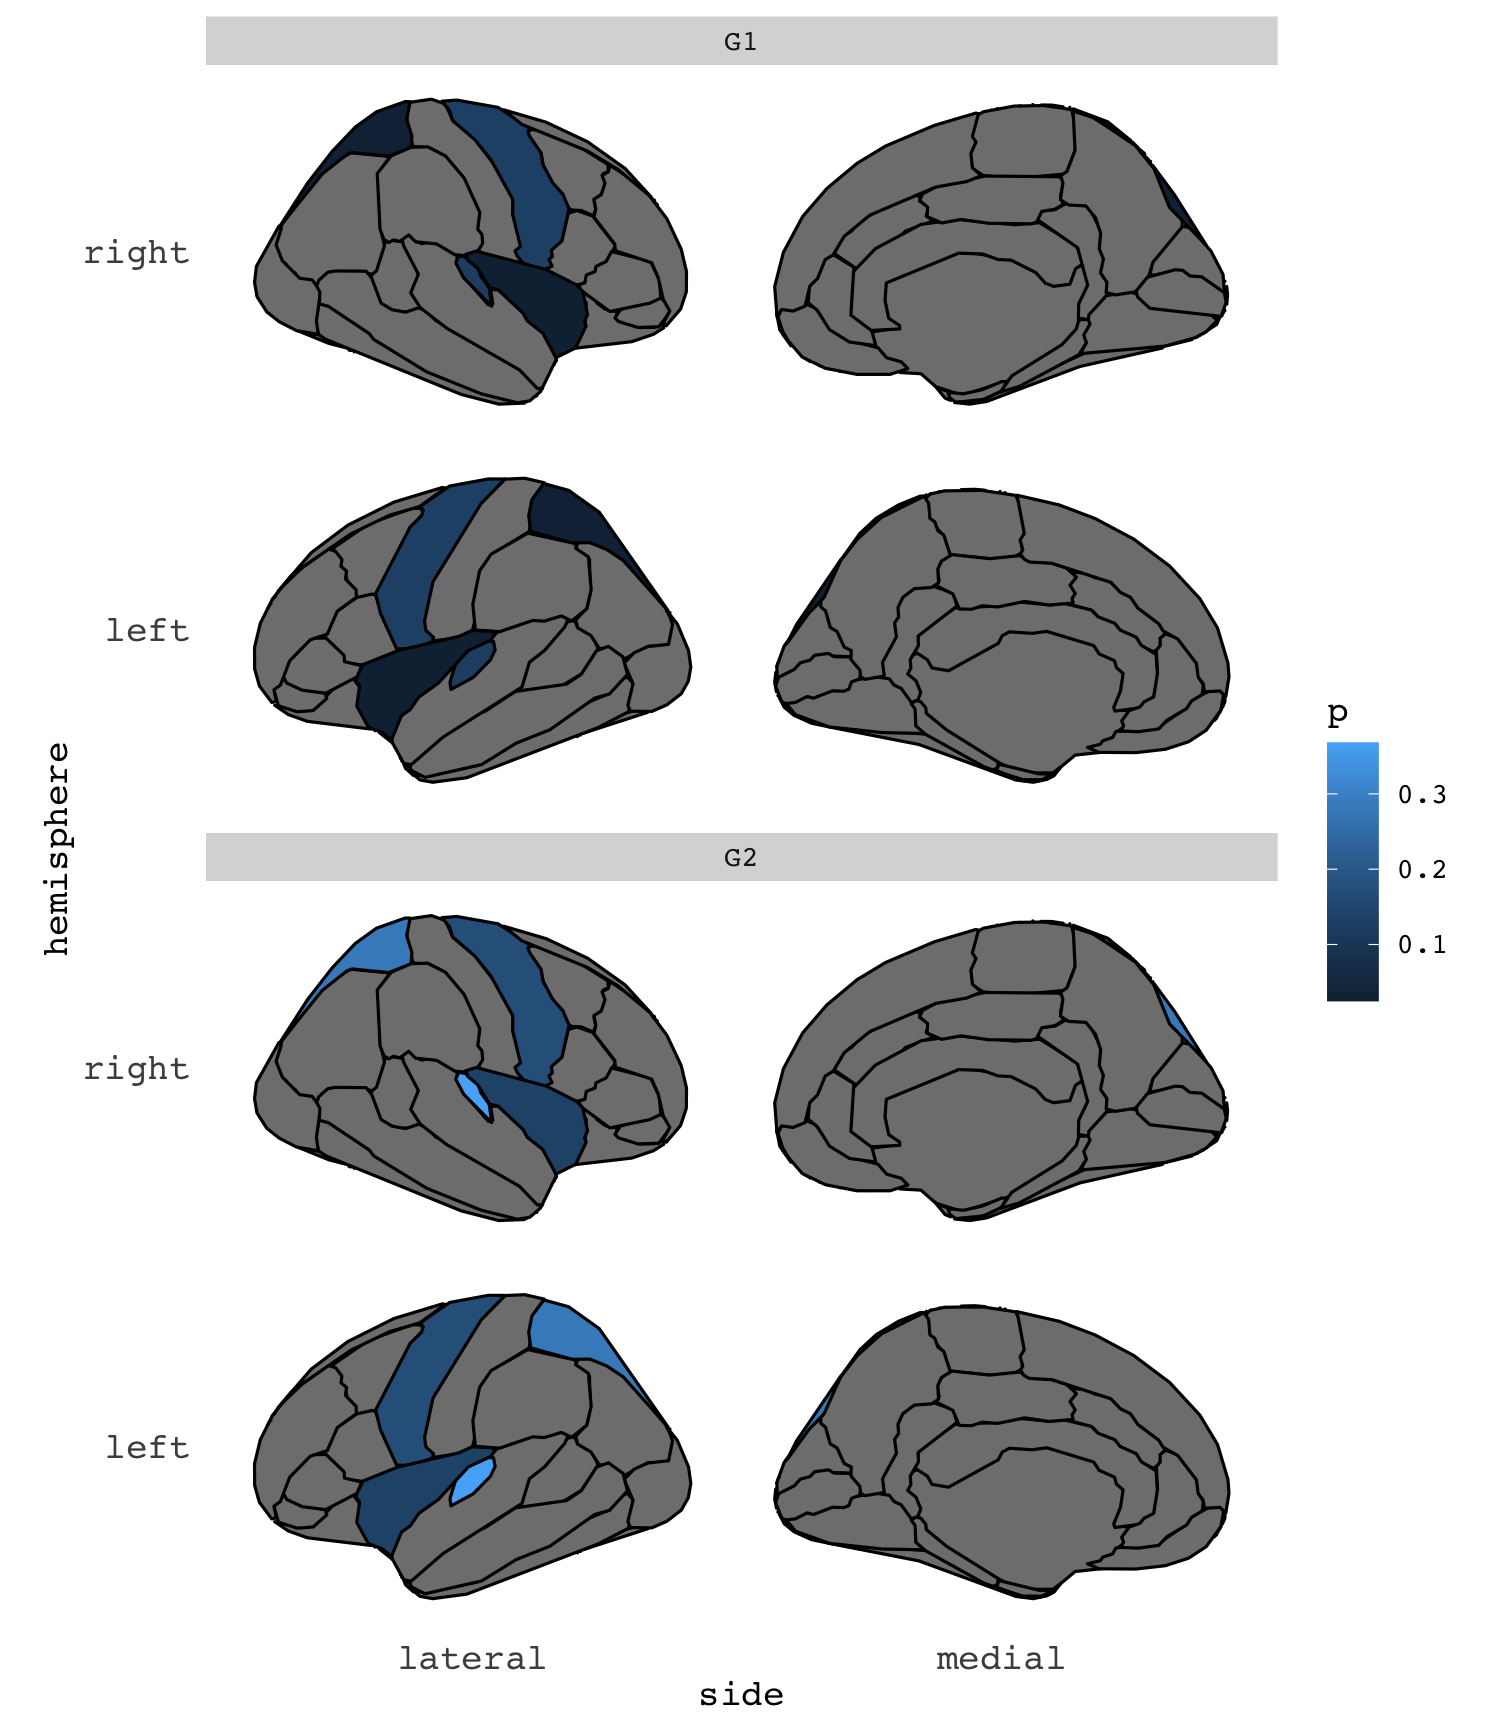 G1
right
left
hemisphere
G2
right
left
lateral
medial
side
p
0.3
0.2
0.1